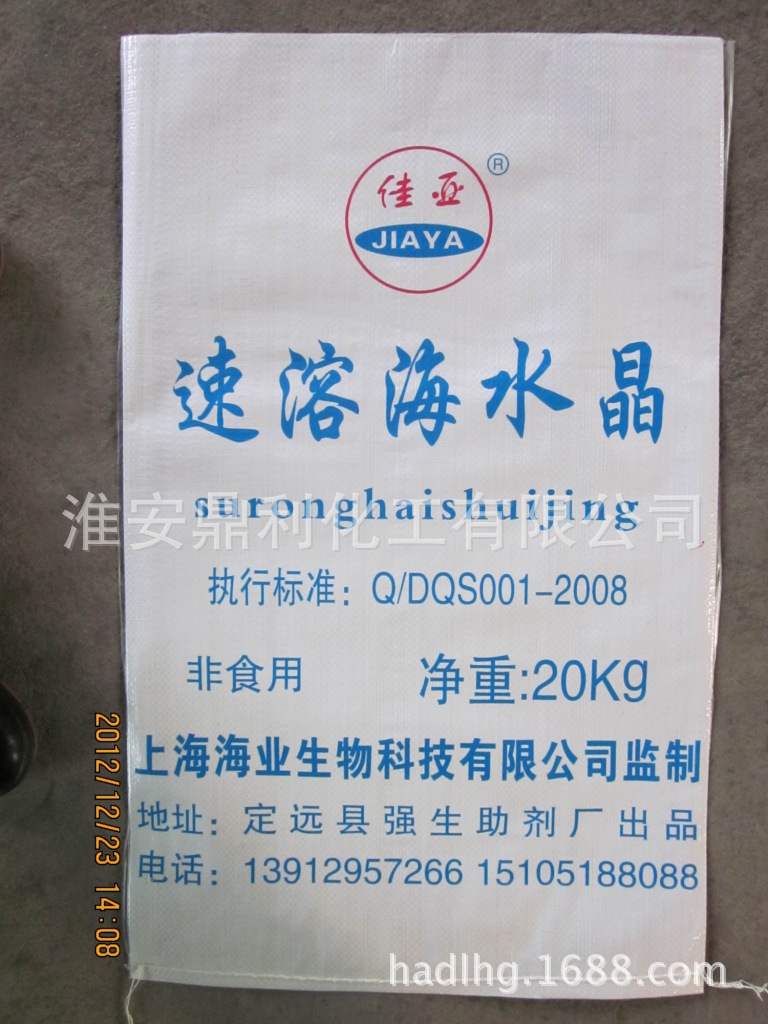 佳亚
®
JIAYA
速溶海水晶
suronghaishuijing
淮安鼎利化工有限公司
执行标准：Q/DQS001-2008
非食用 净重:20Kg
上海海业生物科技有限公司监制
地址：定远县强生助剂厂出品
电话：13912957266 15105188088
2012/12/23 14:08
hadlhg.1688.com